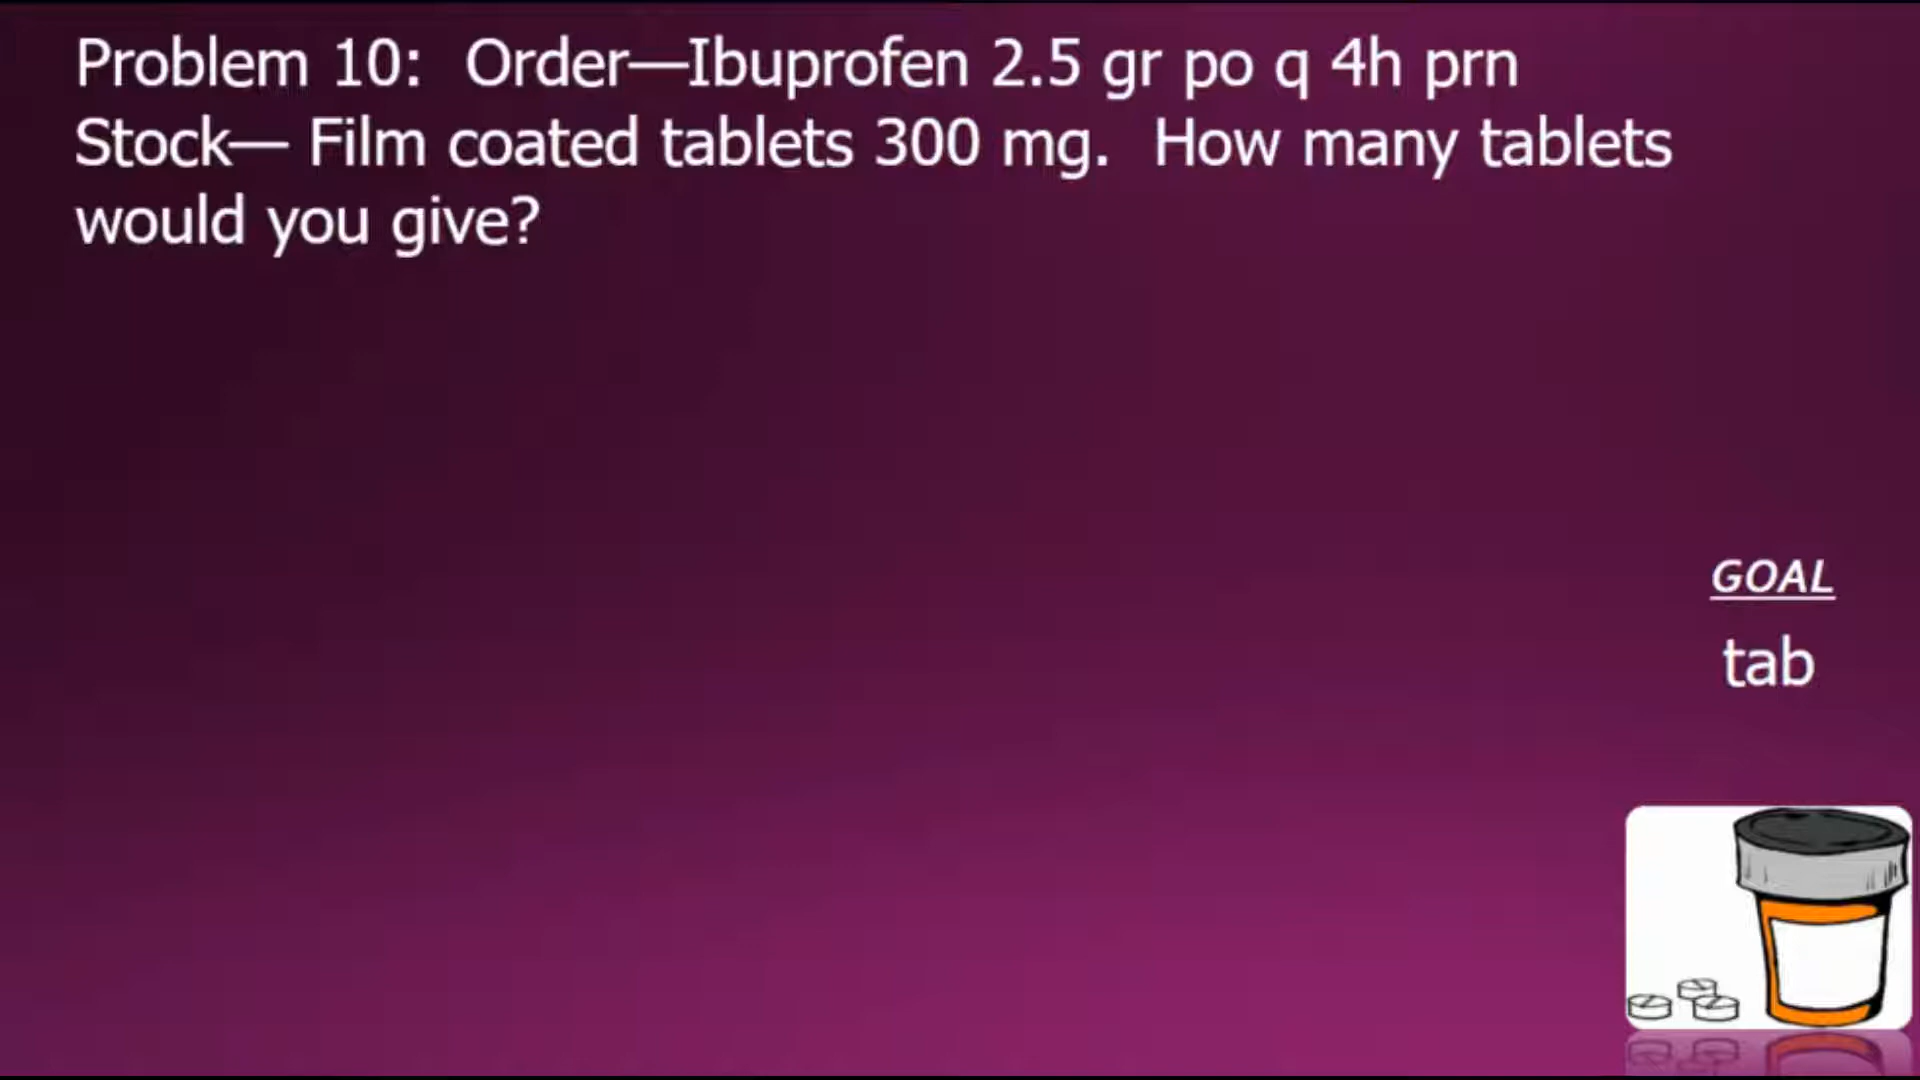 Problem 10:  Order—Ibuprofen 2.5 gr po q 4h prn
Stock— Film coated tablets 300 mg.  How many tablets
would you give?
GOAL
tab